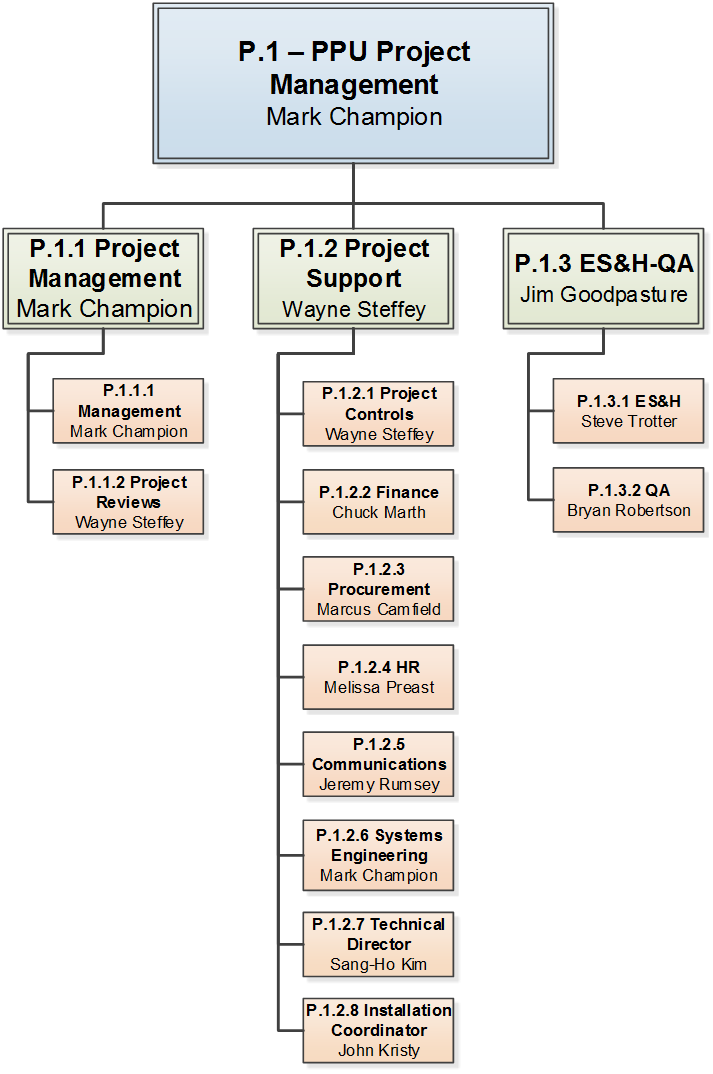 P.1 – PPU Project
Management
Mark Champion
P.1.1 Project
Management
Mark Champion
P.1.1.1
Management
Mark Champion
P.1.1.2 Project
Reviews
Wayne Steffey
P.1.2 Project
Support
Wayne Steffey
P.1.2.1 Project
Controls
Wayne Steffey
P.1.2.2 Finance
Chuck Marth
P.1.2.3
Procurement
Marcus Camfield
P.1.2.4 HR
Melissa Preast
P.1.2.5
Communications
Jeremy Rumsey
P.1.2.6 Systems
Engineering
Mark Champion
P.1.2.7 Technical
Director
Sang-Ho Kim
P.1.2.8 Installation
Coordinator
John Kristy
P.1.3 ES&H-QA
Jim Goodpasture
P.1.3.1 ES&H
Steve Trotter
P.1.3.2 QA
Bryan Robertson